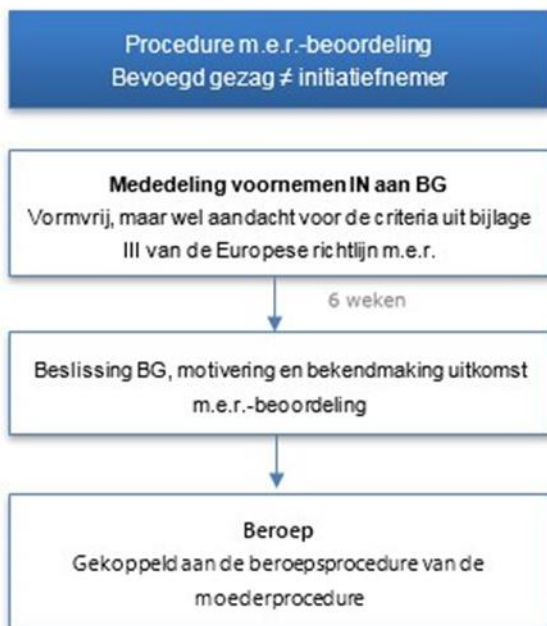 Procedure m.e.r.-beoordeling
Bevoegd gezag ≠ initiatiefnemer
Mededeling voornemen IN aan BG
Vormvrij, maar wel aandacht voor de criteria uit bijlage
III van de Europese richtlijn m.e.r.
6 weken
Beslissing BG, motivering en bekendmaking uitkomst
m.e.r.-beoordeling
Beroep
Gekoppeld aan de beroepsprocedure van de
moederprocedure